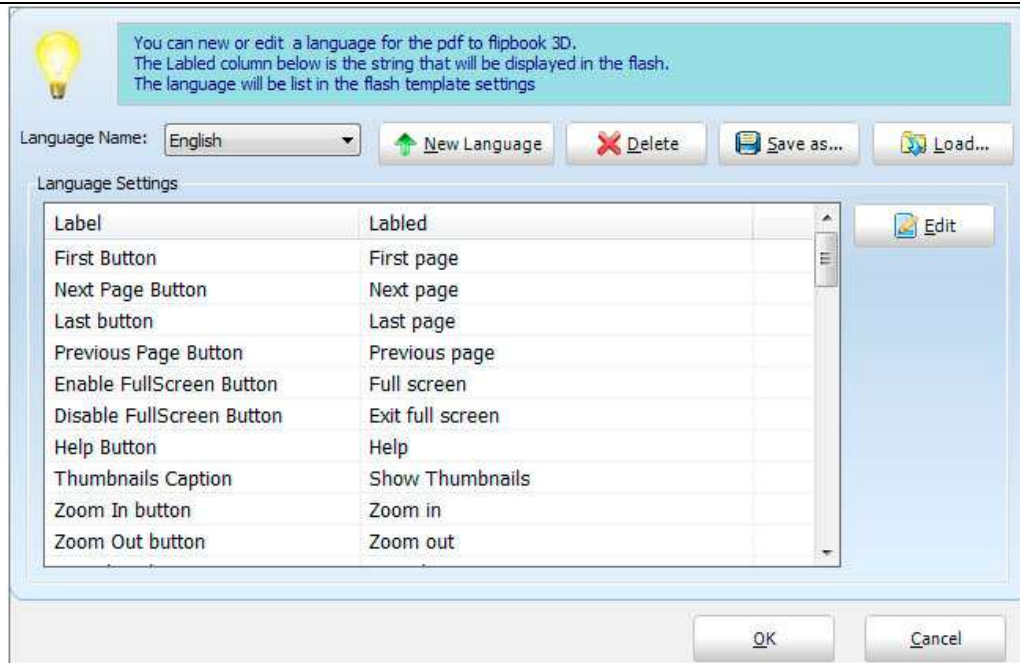 You can new or edit a language for the pdf to flipbook 3D.
The Labled column below is the string that will be displayed in the flash.
The language will be list in the flash template settings
Language Name: English New Language Delete Save as... Load...
Language Settings
Label Labled
Edit
First Button First page
Next Page Button Next page
Last button Last page
Previous Page Button Previous page
Enable FullScreen Button Full screen
Disable FullScreen Button Exit full screen
Help Button Help
Thumbnails Caption Show Thumbnails
Zoom In button Zoom in
Zoom Out button Zoom out
OK Cancel